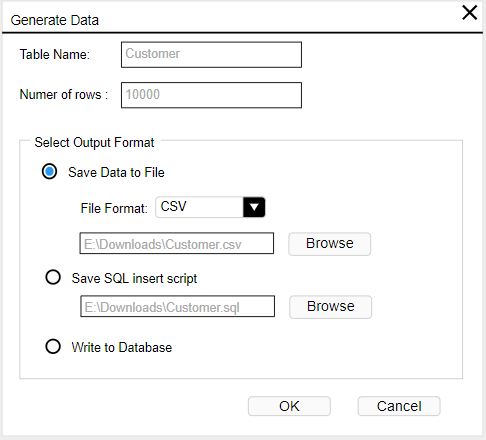 Generate Data
Table Name: Customer
Numer of rows : 10000
Select Output Format
Save Data to File
File Format: CSV
E:\Downloads\Customer.csv Browse
Save SQL insert script
E:\Downloads\Customer.sql Browse
Write to Database
OK Cancel